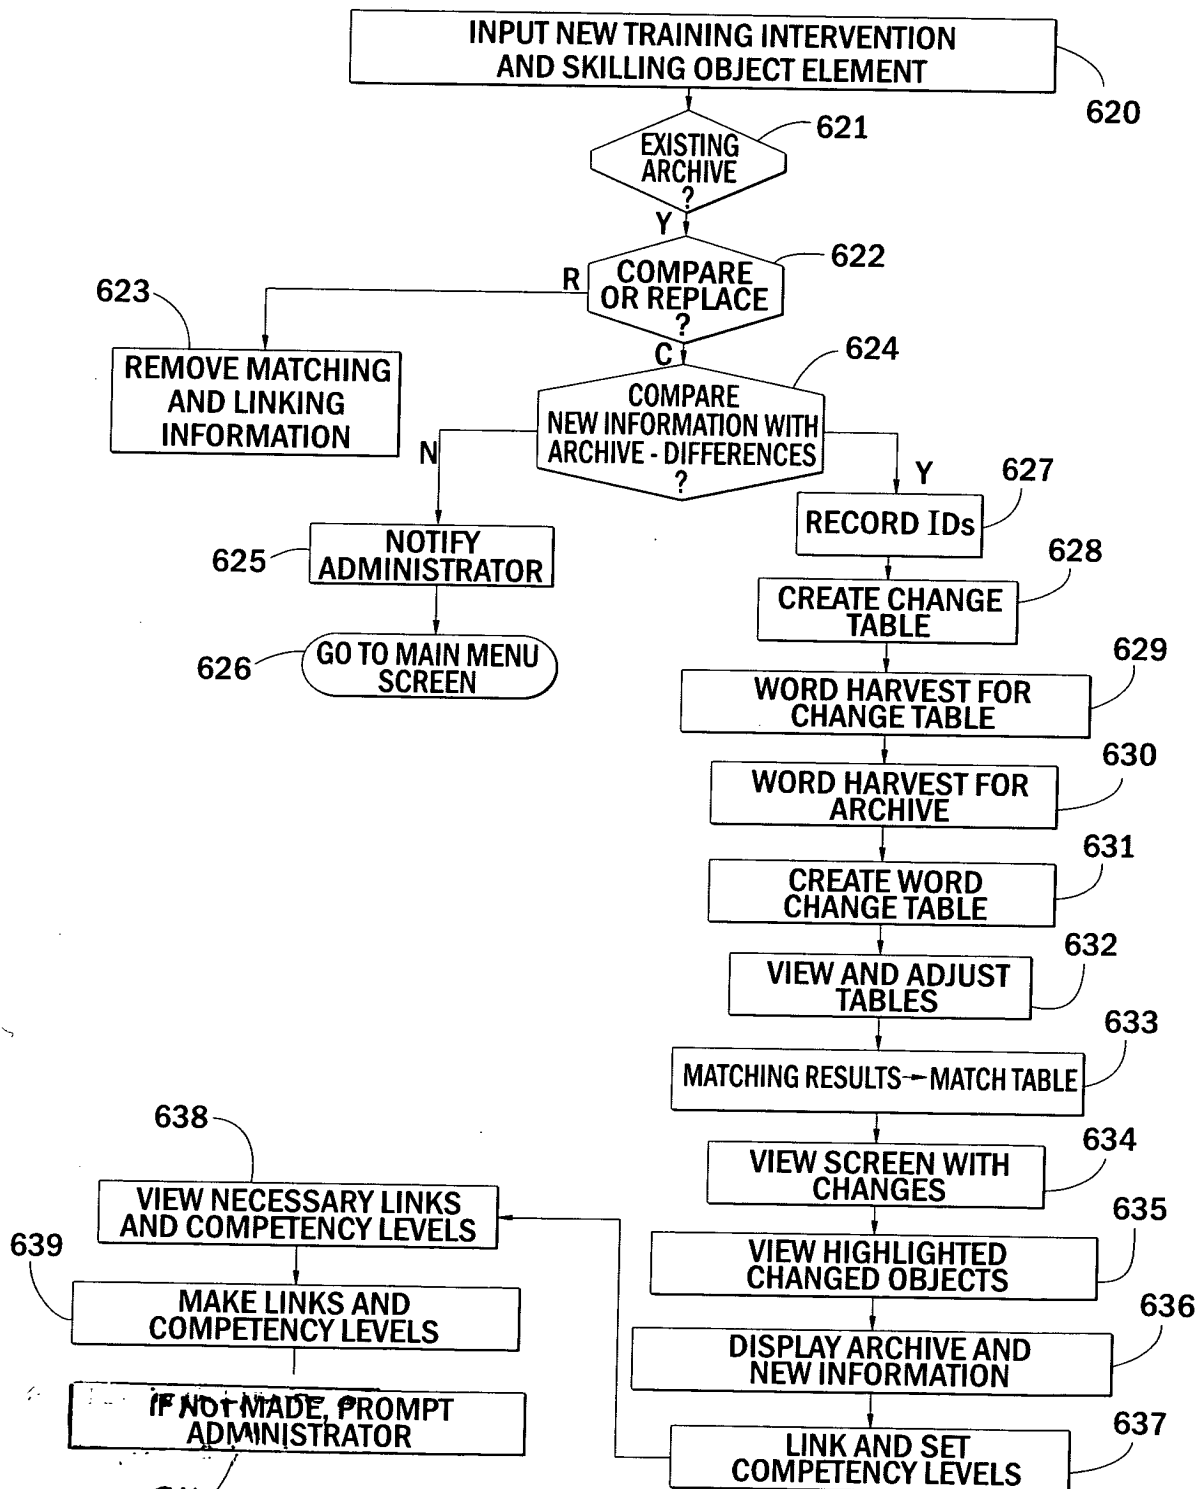 INPUT NEW TRAINING INTERVENTION
AND SKILLING OBJECT ELEMENT
620
EXISTING
ARCHIVE
?
621
Y
COMPARE
OR REPLACE
?
622
R
623
REMOVE MATCHING
AND LINKING
INFORMATION
C
624
COMPARE
NEW INFORMATION WITH
ARCHIVE - DIFFERENCES
?
N
Y
625
NOTIFY
ADMINISTRATOR
626
GO TO MAIN MENU
SCREEN
RECORD IDs
627
CREATE CHANGE
TABLE
628
WORD HARVEST FOR
CHANGE TABLE
629
WORD HARVEST FOR
ARCHIVE
630
CREATE WORD
CHANGE TABLE
631
VIEW AND ADJUST
TABLES
632
MATCHING RESULTS→MATCH TABLE
633
VIEW SCREEN WITH
CHANGES
634
VIEW HIGHLIGHTED
CHANGED OBJECTS
635
DISPLAY ARCHIVE AND
NEW INFORMATION
636
LINK AND SET
COMPETENCY LEVELS
637
638
VIEW NECESSARY LINKS
AND COMPETENCY LEVELS
639
MAKE LINKS AND
COMPETENCY LEVELS
IF NOT MADE, PROMPT
ADMINISTRATOR